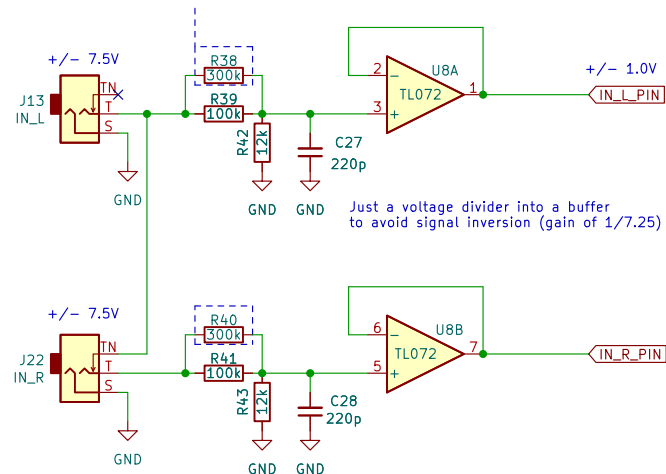 +/- 7.5V
J13
IN_L
TN
T
S
GND
R38
300k
R39
100k
R42
12k
GND
C27
220p
GND
2
-
3
+
U8A
TL072
1
+/- 1.0V
IN_L_PIN
Just a voltage divider into a buffer
to avoid signal inversion (gain of 1/7.25)
+/- 7.5V
J22
IN_R
TN
T
S
GND
R40
300k
R41
100k
R43
12k
GND
C28
220p
GND
6
-
5
+
U8B
TL072
7
IN_R_PIN